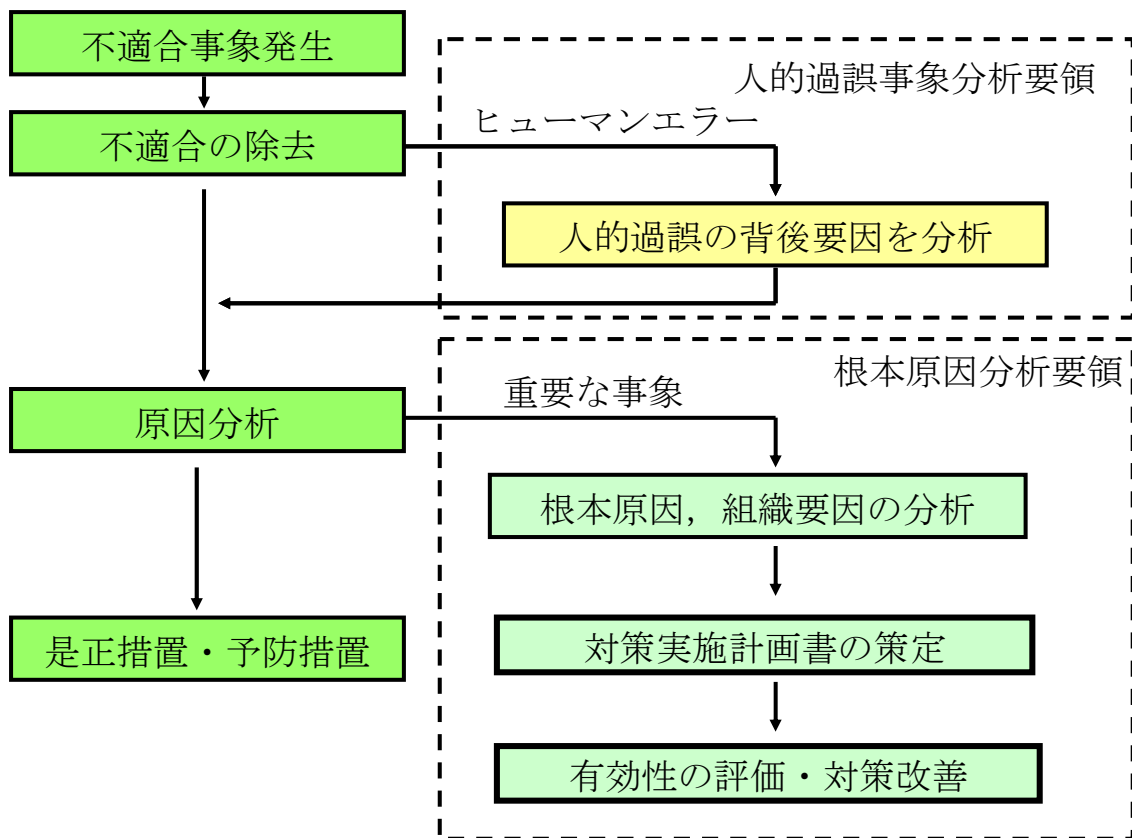 不適合事象発生
人的過誤事象分析要領
不適合の除去
ヒューマンエラー
人的過誤の背後要因を分析
根本原因分析要領
原因分析
重要な事象
根本原因，組織要因の分析
是正措置・予防措置
対策実施計画書の策定
有効性の評価・対策改善